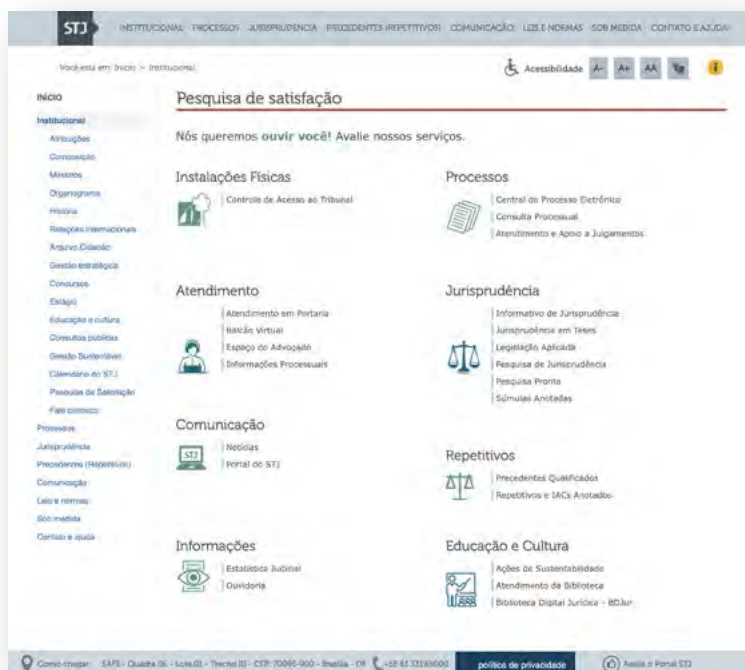 STJ
INSTITUCIONAL PROCESSOS JURISPRUDÊNCIA PRECEDENTES (REPETITIVOS) COMUNICAÇÃO LEIS E NORMAS SOB MEDIDA CONTATO E AJUDA
Você está em: Início > Institucional
Acessibilidade A- A+ AA
INÍCIO
Institucional
Atribuições
Composição
Ministros
Organograma
História
Relações Internacionais
Arquivo Cidadão
Gestão estratégica
Concursos
Estágio
Educação e cultura
Consultas públicas
Gestão Sustentável
Calendário do STJ
Pesquisa de Satisfação
Fale conosco
Processos
Jurisprudência
Precedentes (Repetitivos)
Comunicação
Leis e normas
Sob medida
Contato e ajuda
Pesquisa de satisfação
Nós queremos ouvir você! Avalie nossos serviços.
Instalações Físicas
Controle de Acesso ao Tribunal
Processos
Central do Processo Eletrônico
Consulta Processual
Atendimento e Apoio a Julgamentos
Atendimento
Atendimento em Portaria
Balcão Virtual
Espaço do Advogado
Informações Processuais
Jurisprudência
Informativo de Jurisprudência
Jurisprudência em Teses
Legislação Aplicada
Pesquisa de Jurisprudência
Pesquisa Pronta
Súmulas Anotadas
Comunicação
STJ
Notícias
Portal do STJ
Repetitivos
Precedentes Qualificados
Repetitivos e IACs Anotados
Informações
Estatística Judicial
Ouvidoria
Educação e Cultura
Ações de Sustentabilidade
Atendimento da Biblioteca
Biblioteca Digital Jurídica - BDJur
Como chegar: SAFS - Quadra 06 - Lote 01 - Trecho III - CEP: 70095-900 - Brasília - DF +55 61 33198000 política de privacidade Avalie o Portal STJ